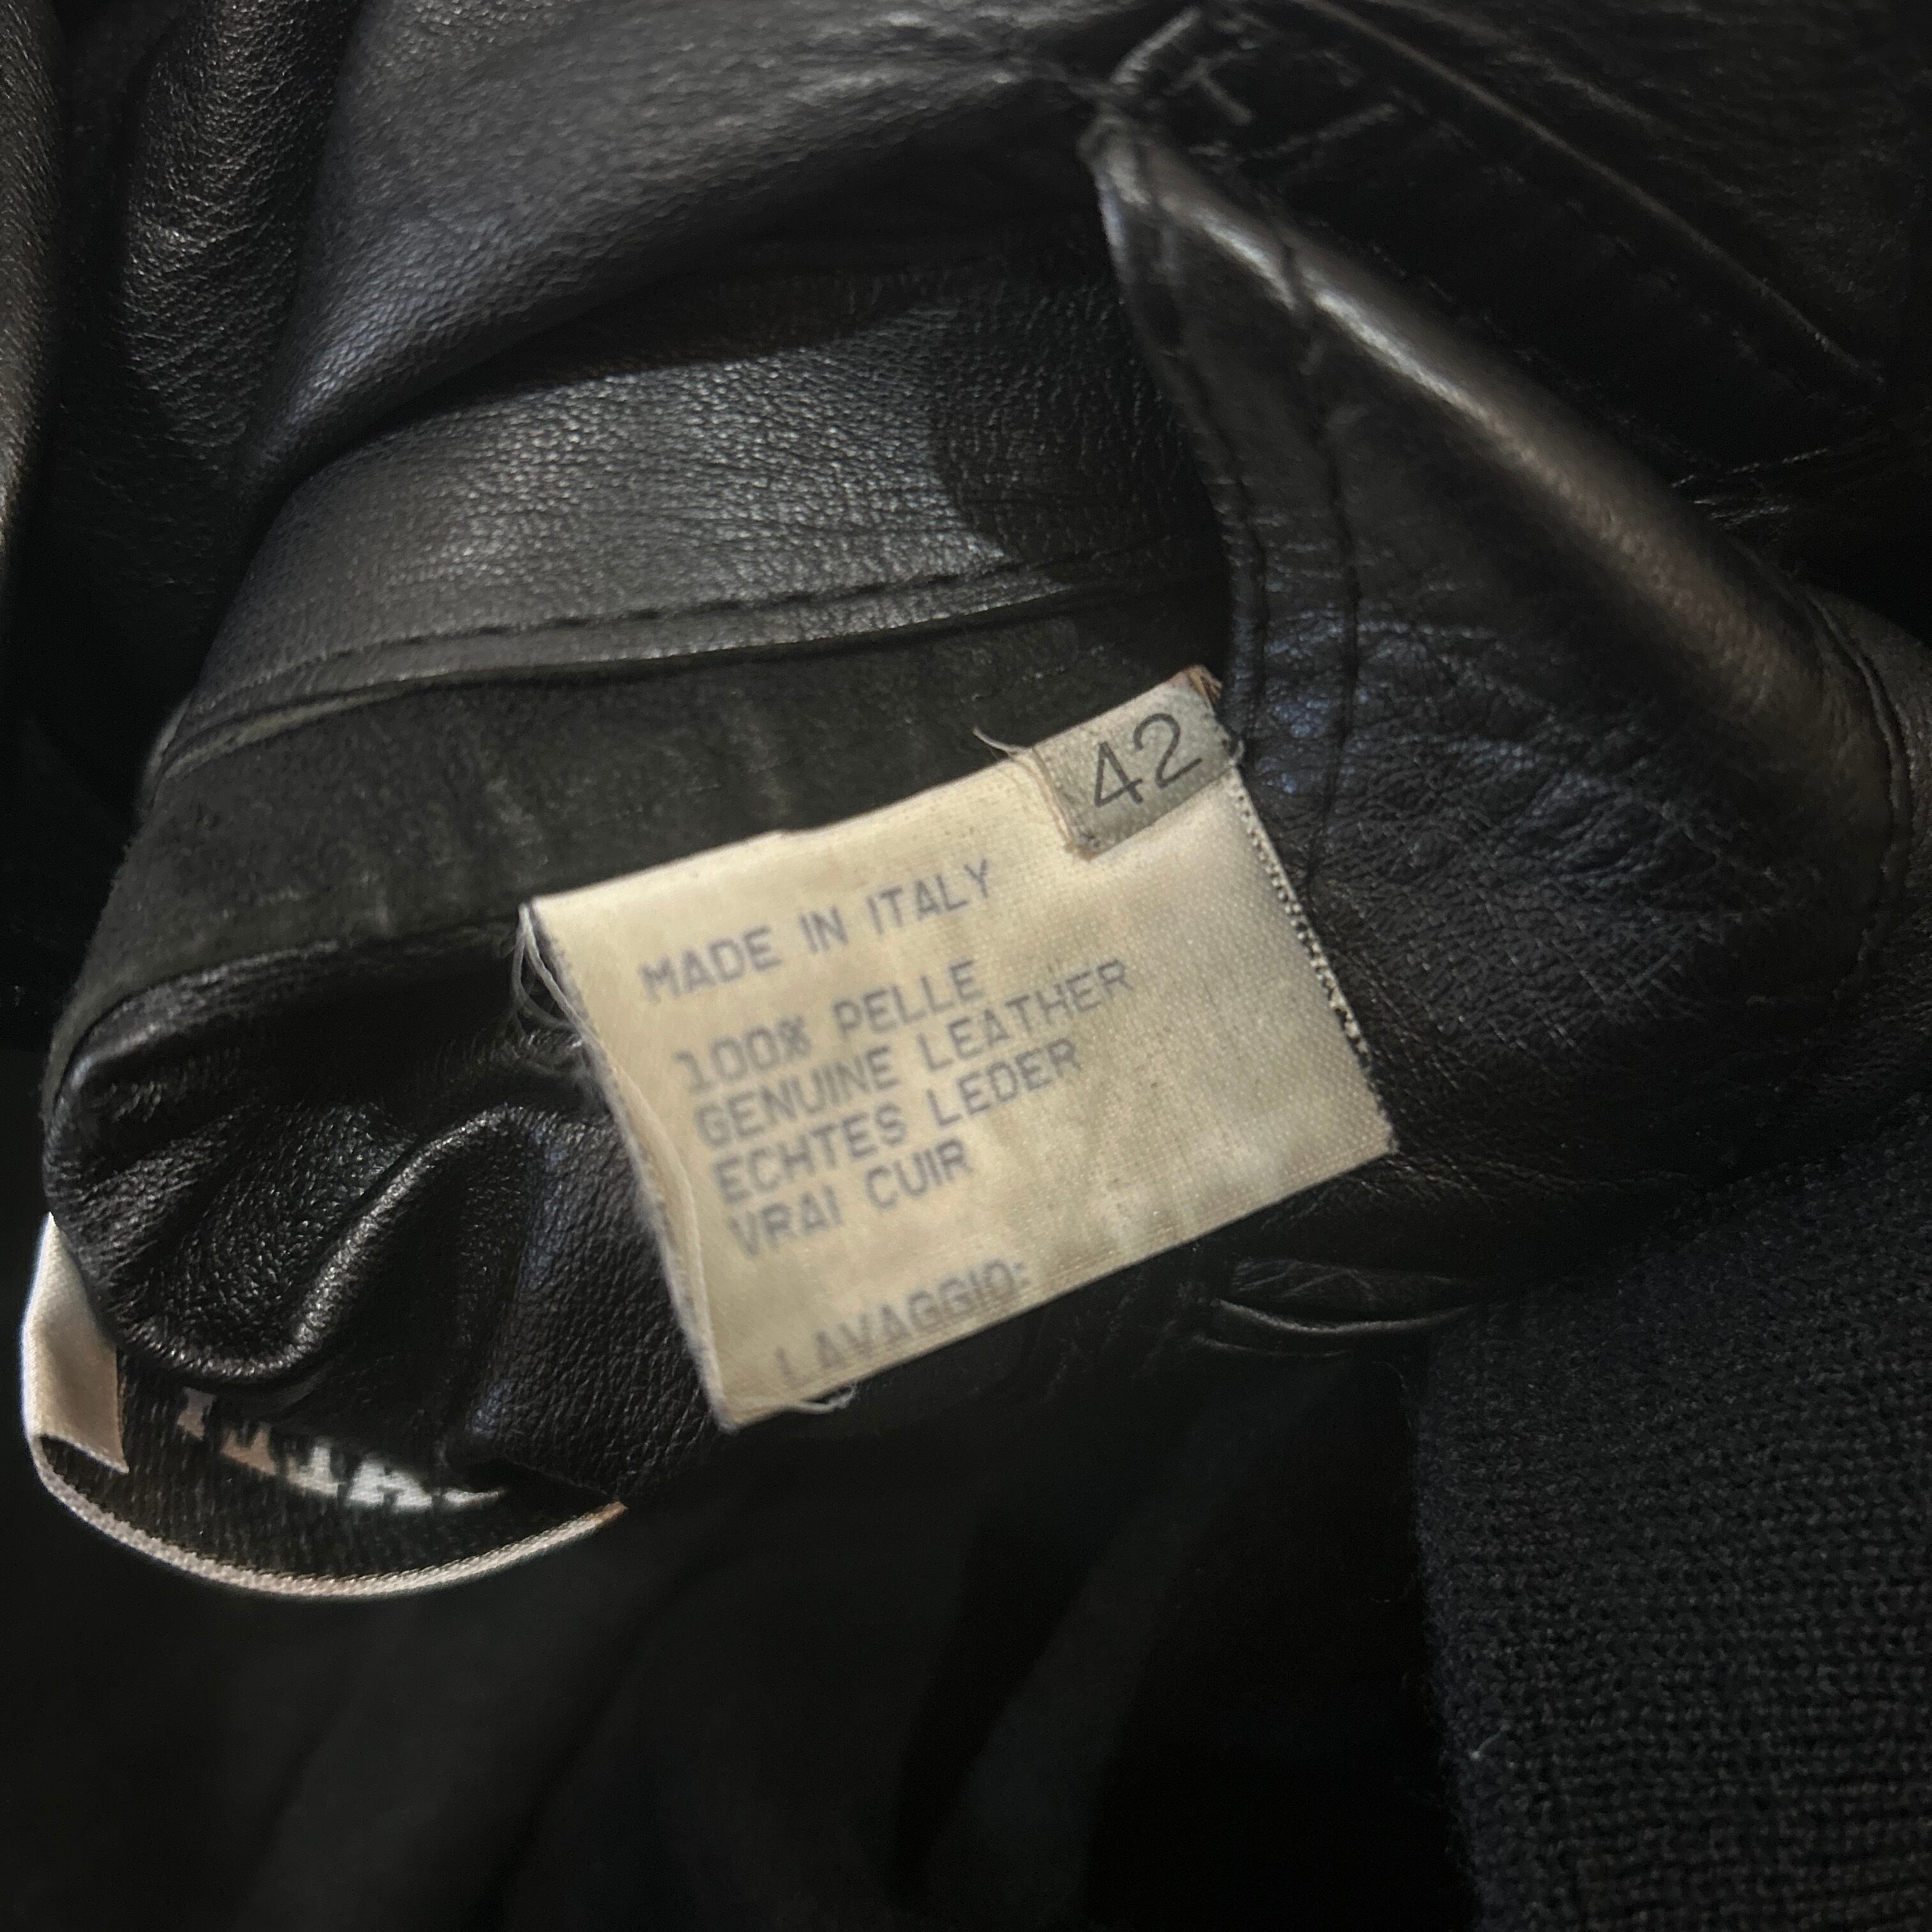 42
MADE IN ITALY
100% PELLE
GENUINE LEATHER
ECHTES LEDER
VRAI CUIR
LAVAGGIO: